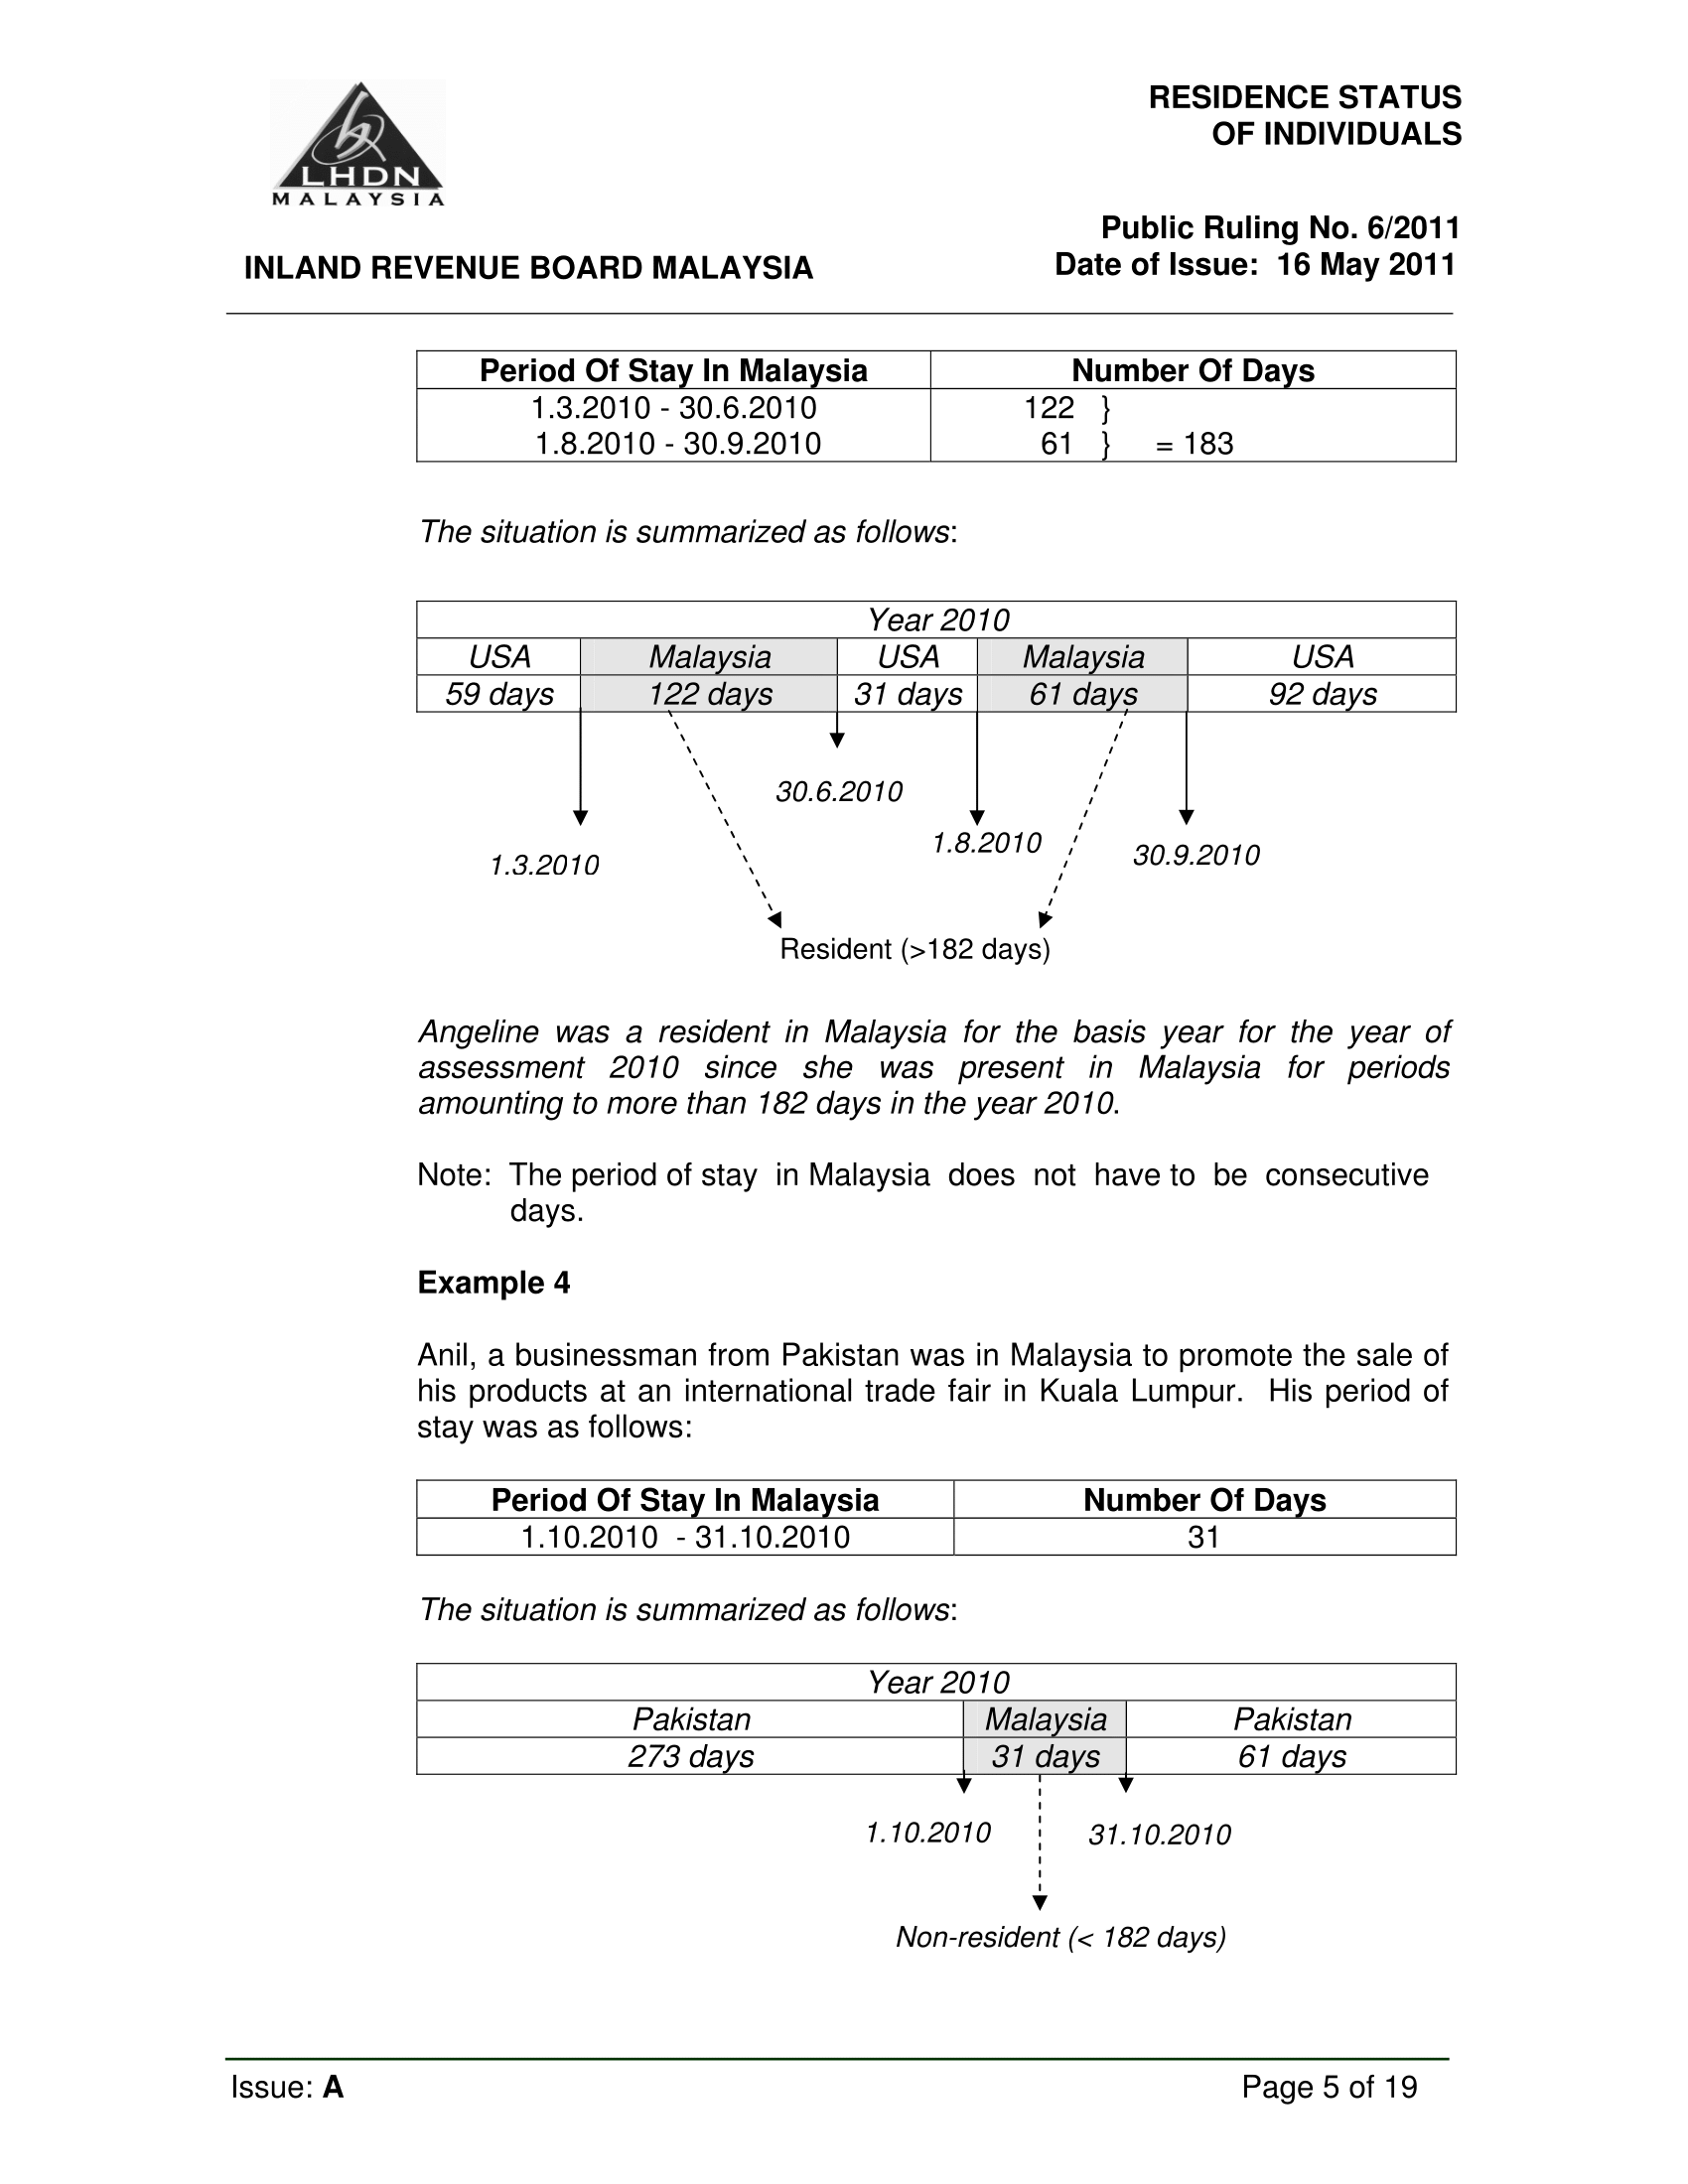 LHDN
MALAYSIA
INLAND REVENUE BOARD MALAYSIA
RESIDENCE STATUS
OF INDIVIDUALS
Public Ruling No. 6/2011
Date of Issue: 16 May 2011
Period Of Stay In Malaysia Number Of Days
1.3.2010 - 30.6.2010 122 }
1.8.2010 - 30.9.2010 61 } = 183
The situation is summarized as follows:
Year 2010
USA Malaysia USA Malaysia USA
59 days 122 days 31 days 61 days 92 days
30.6.2010
1.8.2010
30.9.2010
1.3.2010
Resident (>182 days)
Angeline was a resident in Malaysia for the basis year for the year of
assessment 2010 since she was present in Malaysia for periods
amounting to more than 182 days in the year 2010.
Note: The period of stay in Malaysia does not have to be consecutive
days.
Example 4
Anil, a businessman from Pakistan was in Malaysia to promote the sale of
his products at an international trade fair in Kuala Lumpur. His period of
stay was as follows:
Period Of Stay In Malaysia Number Of Days
1.10.2010 - 31.10.2010 31
The situation is summarized as follows:
Year 2010
Pakistan Malaysia Pakistan
273 days 31 days 61 days
1.10.2010 31.10.2010
Non-resident (< 182 days)
Issue: A Page 5 of 19